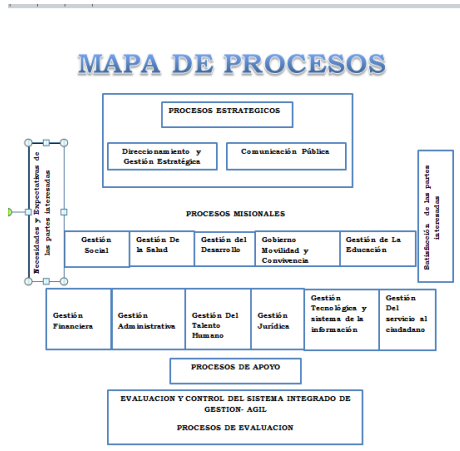 MAPA DE PROCESOS
PROCESOS ESTRATEGICOS
Direccionamiento y
Gestión Estratégica
Comunicación Pública
Necesidades y Expectativas de
las partes interesadas
Satisfacción de las partes
interesadas
PROCESOS MISIONALES
Gestión
Social
Gestión De
la Salud
Gestión del
Desarrollo
Gobierno
Movilidad y
Convivencia
Gestión de La
Educación
Gestión
Financiera
Gestión
Administrativa
Gestión Del
Talento
Humano
Gestión
Jurídica
Gestión
Tecnológica y
sistema de la
información
Gestión
Del
servicio al
ciudadano
PROCESOS DE APOYO
EVALUACION Y CONTROL DEL SISTEMA INTEGRADO DE
GESTION- AGIL
PROCESOS DE EVALUACION